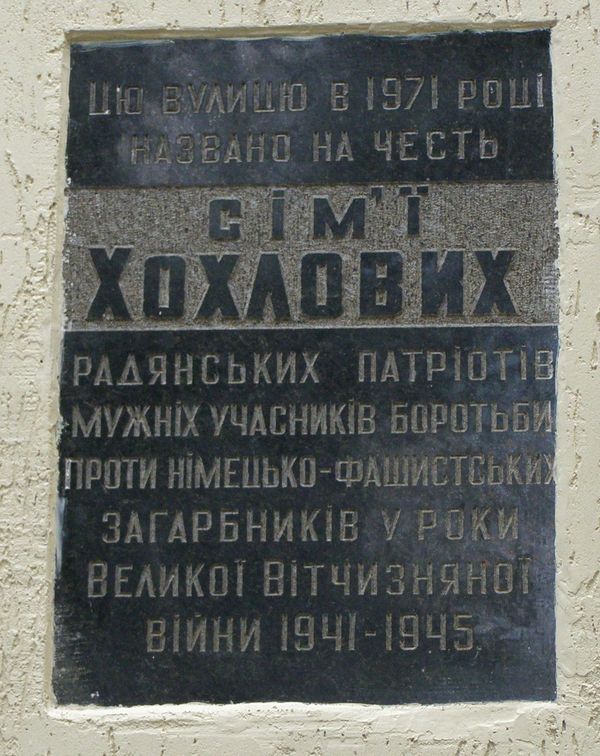 ЦЮ ВУЛИЦЮ В 1971 РОЦІ
НАЗВАНО НА ЧЕСТЬ
СІМ'Ї
ХОХЛОВИХ
РАДЯНСЬКИХ ПАТРІОТІВ
МУЖНІХ УЧАСНИКІВ БОРОТЬБИ
ПРОТИ НІМЕЦЬКО-ФАШИСТСЬКИХ
ЗАГАРБНИКІВ У РОКИ
ВЕЛИКОЇ ВІТЧИЗНЯНОЇ
ВІЙНИ 1941-1945